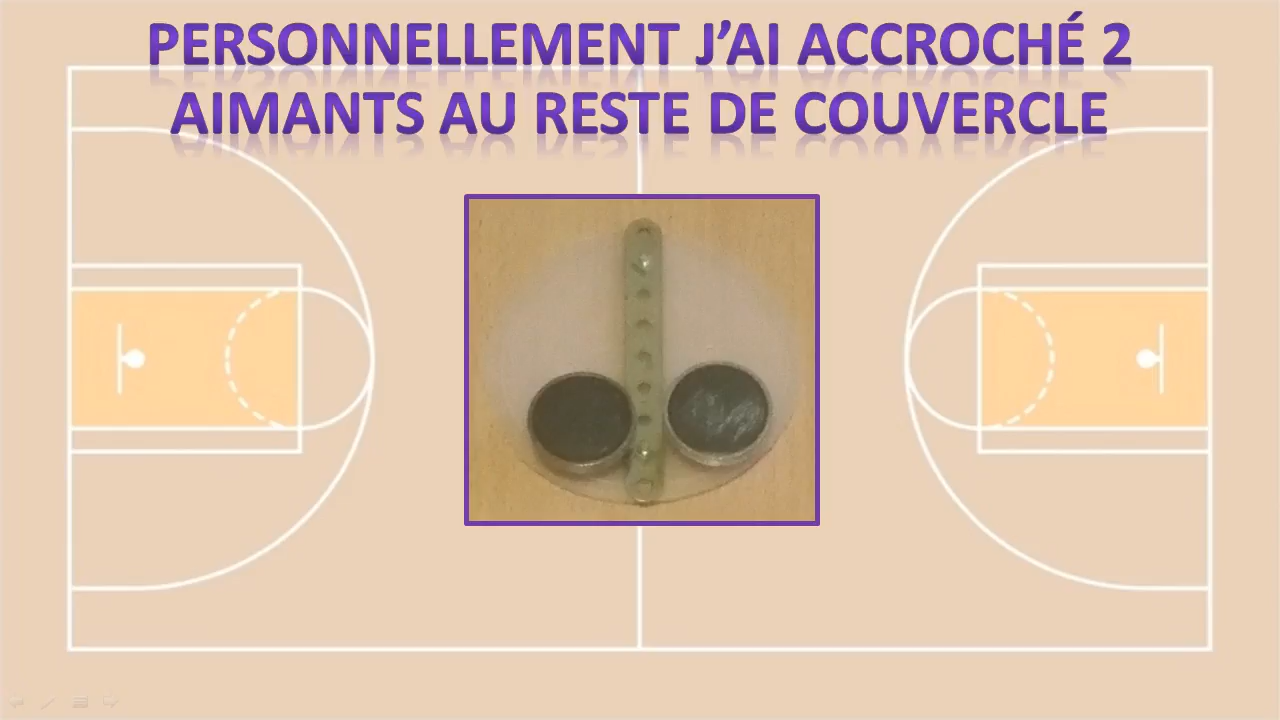 PERSONNELLEMENT J’AI ACCROCHÉ 2
AIMANTS AU RESTE DE COUVERCLE